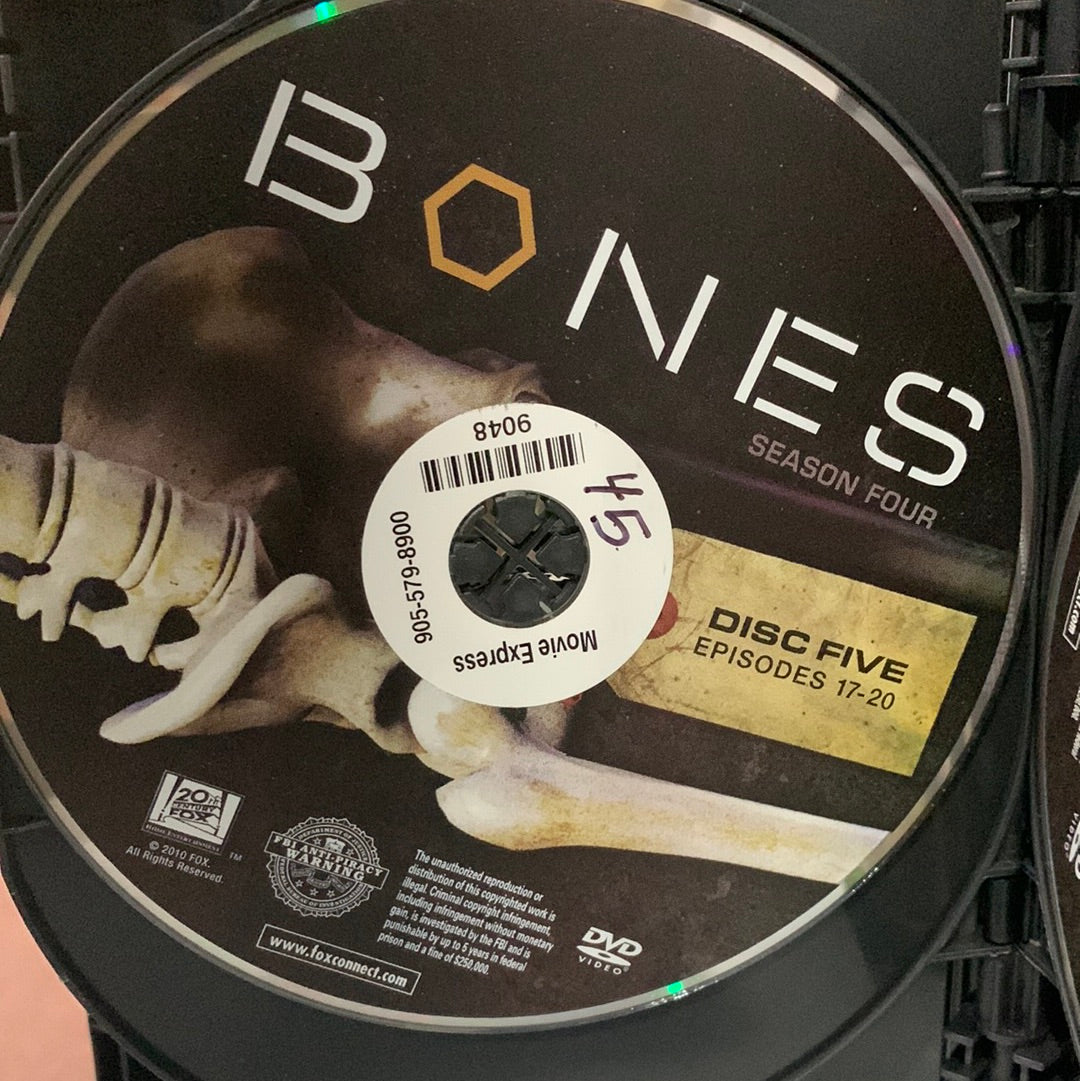 BONES
SEASON FOUR
9048
45
905-579-8900
Movie Express
DISC FIVE
EPISODES 17-20
20TH
CENTURY
FOX
HOME ENTERTAINMENT
TM
© 2010 FOX.
All Rights Reserved.
FBI ANTI-PIRACY
WARNING
The unauthorized reproduction or
distribution of this copyrighted work is
illegal. Criminal copyright infringement,
including infringement without monetary
gain, is investigated by the FBI and is
punishable by up to 5 years in federal
prison and a fine of $250,000.
www.foxconnect.com
DVD
VIDEO